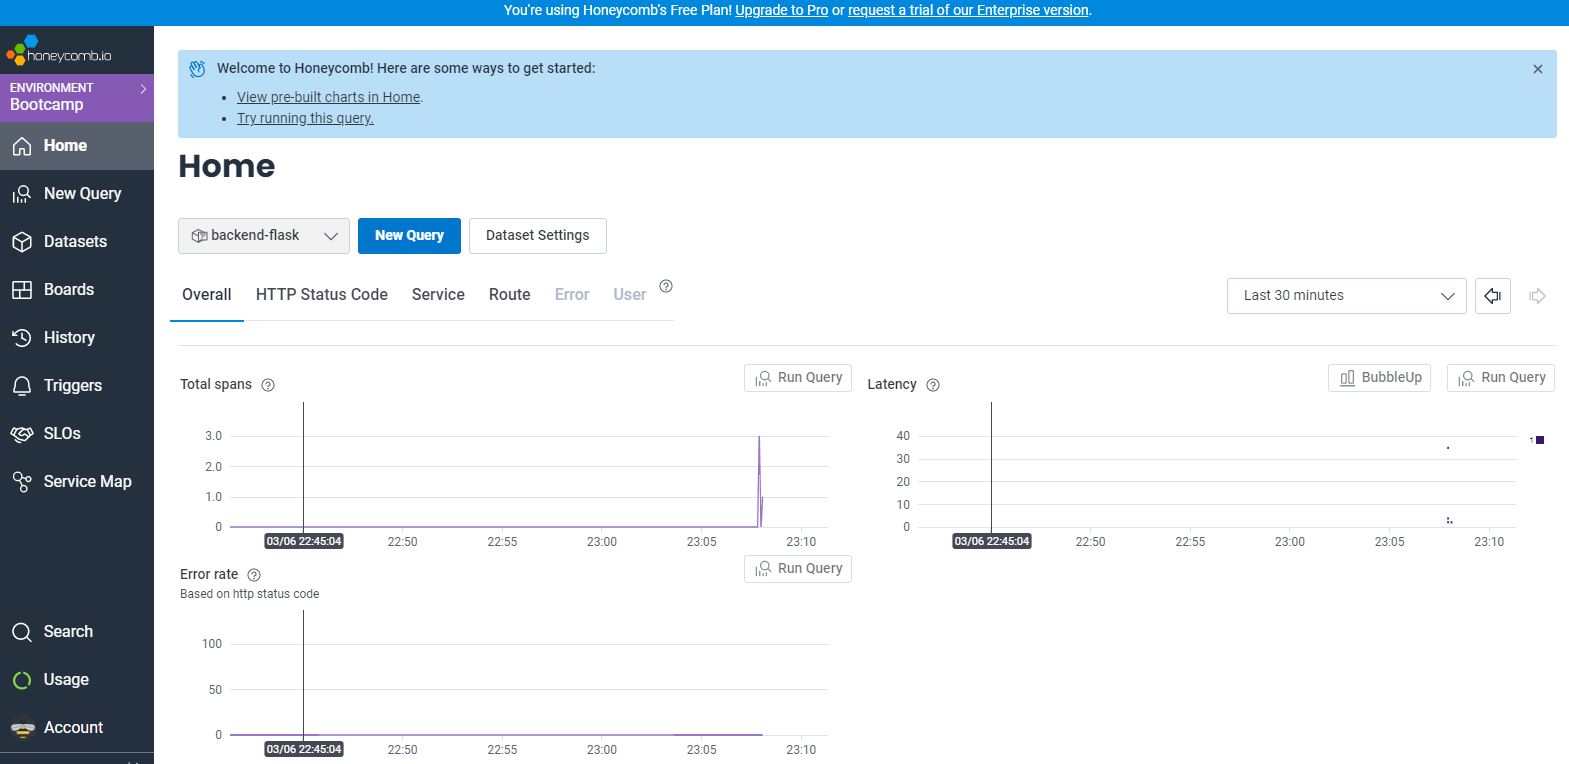 You're using Honeycomb's Free Plan! Upgrade to Pro or request a trial of our Enterprise version.
honeycomb.io
ENVIRONMENT
Bootcamp
Home
New Query
Datasets
Boards
History
Triggers
SLOs
Service Map
Search
Usage
Account
Welcome to Honeycomb! Here are some ways to get started:
• View pre-built charts in Home.
• Try running this query.
Home
backend-flask
New Query
Dataset Settings
Overall HTTP Status Code Service Route Error User
Last 30 minutes
Total spans
Run Query
3.0
2.0
1.0
0
03/06 22:45:04 22:50 22:55 23:00 23:05 23:10
Latency
BubbleUp
Run Query
40
30
20
10
0
1
03/06 22:45:04 22:50 22:55 23:00 23:05 23:10
Error rate
Based on http status code
Run Query
100
50
0
03/06 22:45:04 22:50 22:55 23:00 23:05 23:10